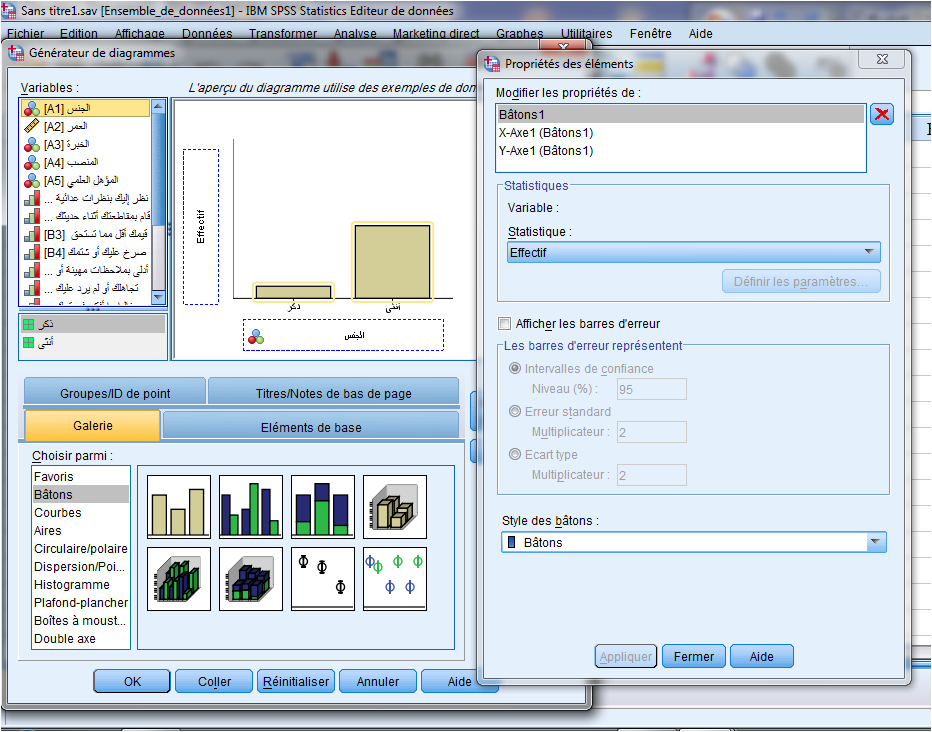 Sans titre1.sav [Ensemble_de_données1] - IBM SPSS Statistics Editeur de données
Fichier Edition Affichage Données Transformer Analyse Marketing direct Graphes Utilitaires Fenêtre Aide
Générateur de diagrammes
Variables :
L'aperçu du diagramme utilise des exemples de don
الجنس [A1]
العمر [A2]
الخبرة [A3]
المنصب [A4]
المؤهل العلمي [A5]
نظر إليك بنظرات عدائية ...
قام بمقاطعتك أثناء حديثك ...
قيمك أقل مما تستحق [B3]
صرخ عليك أو شتمك [B4]
أدلى بملاحظات مهينة أو ...
تجاهلك أو لم يرد عليك ...
ذكر
أنثى
Effectif
ذكر
أنثى
الجنس
Groupes/ID de point
Titres/Notes de bas de page
Galerie
Eléments de base
Choisir parmi :
Favoris
Bâtons
Courbes
Aires
Circulaire/polaire
Dispersion/Poi...
Histogramme
Plafond-plancher
Boîtes à moust...
Double axe
OK
Coller
Réinitialiser
Annuler
Aide
Propriétés des éléments
Modifier les propriétés de :
Bâtons1
X-Axe1 (Bâtons1)
Y-Axe1 (Bâtons1)
Statistiques
Variable :
Statistique :
Effectif
Définir les paramètres...
Afficher les barres d'erreur
Les barres d'erreur représentent
Intervalles de confiance
Niveau (%) : 95
Erreur standard
Multiplicateur : 2
Ecart type
Multiplicateur : 2
Style des bâtons :
Bâtons
Appliquer
Fermer
Aide